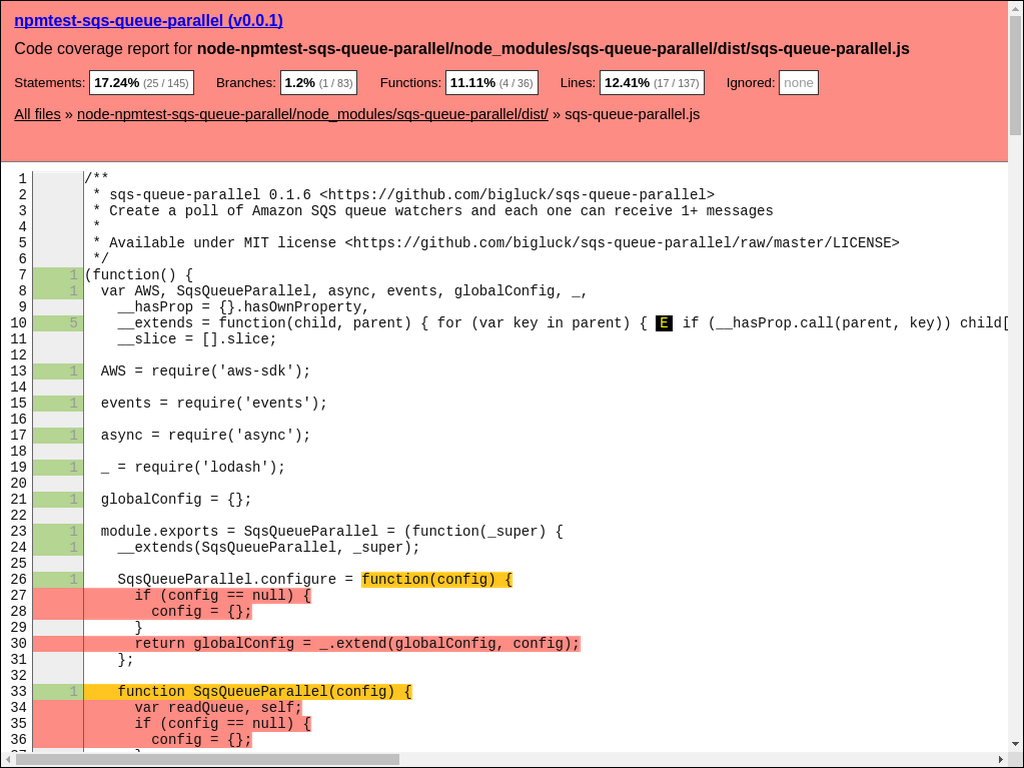 npmtest-sqs-queue-parallel (v0.0.1)
Code coverage report for node-npmtest-sqs-queue-parallel/node_modules/sqs-queue-parallel/dist/sqs-queue-parallel.js
Statements: 17.24% (25 / 145) Branches: 1.2% (1 / 83) Functions: 11.11% (4 / 36) Lines: 12.41% (17 / 137) Ignored: none
All files » node-npmtest-sqs-queue-parallel/node_modules/sqs-queue-parallel/dist/ » sqs-queue-parallel.js
1 /**
2 * sqs-queue-parallel 0.1.6 <https://github.com/bigluck/sqs-queue-parallel>
3 * Create a poll of Amazon SQS queue watchers and each one can receive 1+ messages
4 *
5 * Available under MIT license <https://github.com/bigluck/sqs-queue-parallel/raw/master/LICENSE>
6 */
7 1 (function() {
8 1 var AWS, SqsQueueParallel, async, events, globalConfig, _,
9 __hasProp = {}.hasOwnProperty,
10 5 __extends = function(child, parent) { for (var key in parent) { E if (__hasProp.call(parent, key)) child[
11 __slice = [].slice;
12
13 1 AWS = require('aws-sdk');
14
15 1 events = require('events');
16
17 1 async = require('async');
18
19 1 _ = require('lodash');
20
21 1 globalConfig = {};
22
23 1 module.exports = SqsQueueParallel = (function(_super) {
24 1 __extends(SqsQueueParallel, _super);
25
26 1 SqsQueueParallel.configure = function(config) {
27 if (config == null) {
28 config = {};
29 }
30 return globalConfig = _.extend(globalConfig, config);
31 };
32
33 1 function SqsQueueParallel(config) {
34 var readQueue, self;
35 if (config == null) {
36 config = {};